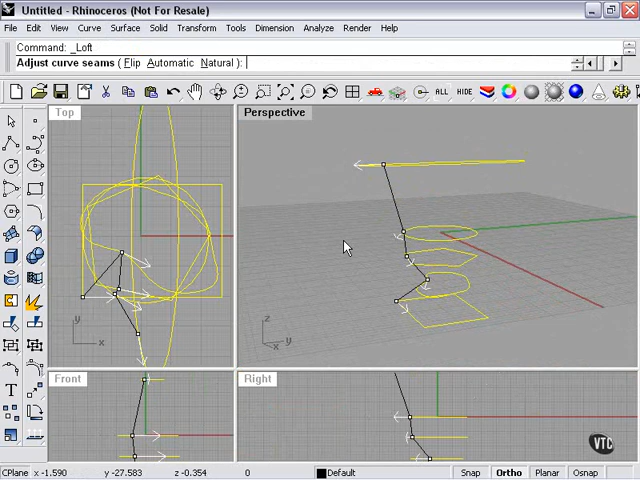 Untitled - Rhinoceros (Not For Resale)
File Edit View Curve Surface Solid Transform Tools Dimension Analyze Render Help
Command: _Loft
Adjust curve seams ( Flip Automatic Natural ):
ALL HIDE
Top
Perspective
y
x
z
x
y
Front
Right
VTC
CPlane x -1.590 y -27.583 z -0.354 0 Default Snap Ortho Planar Osnap